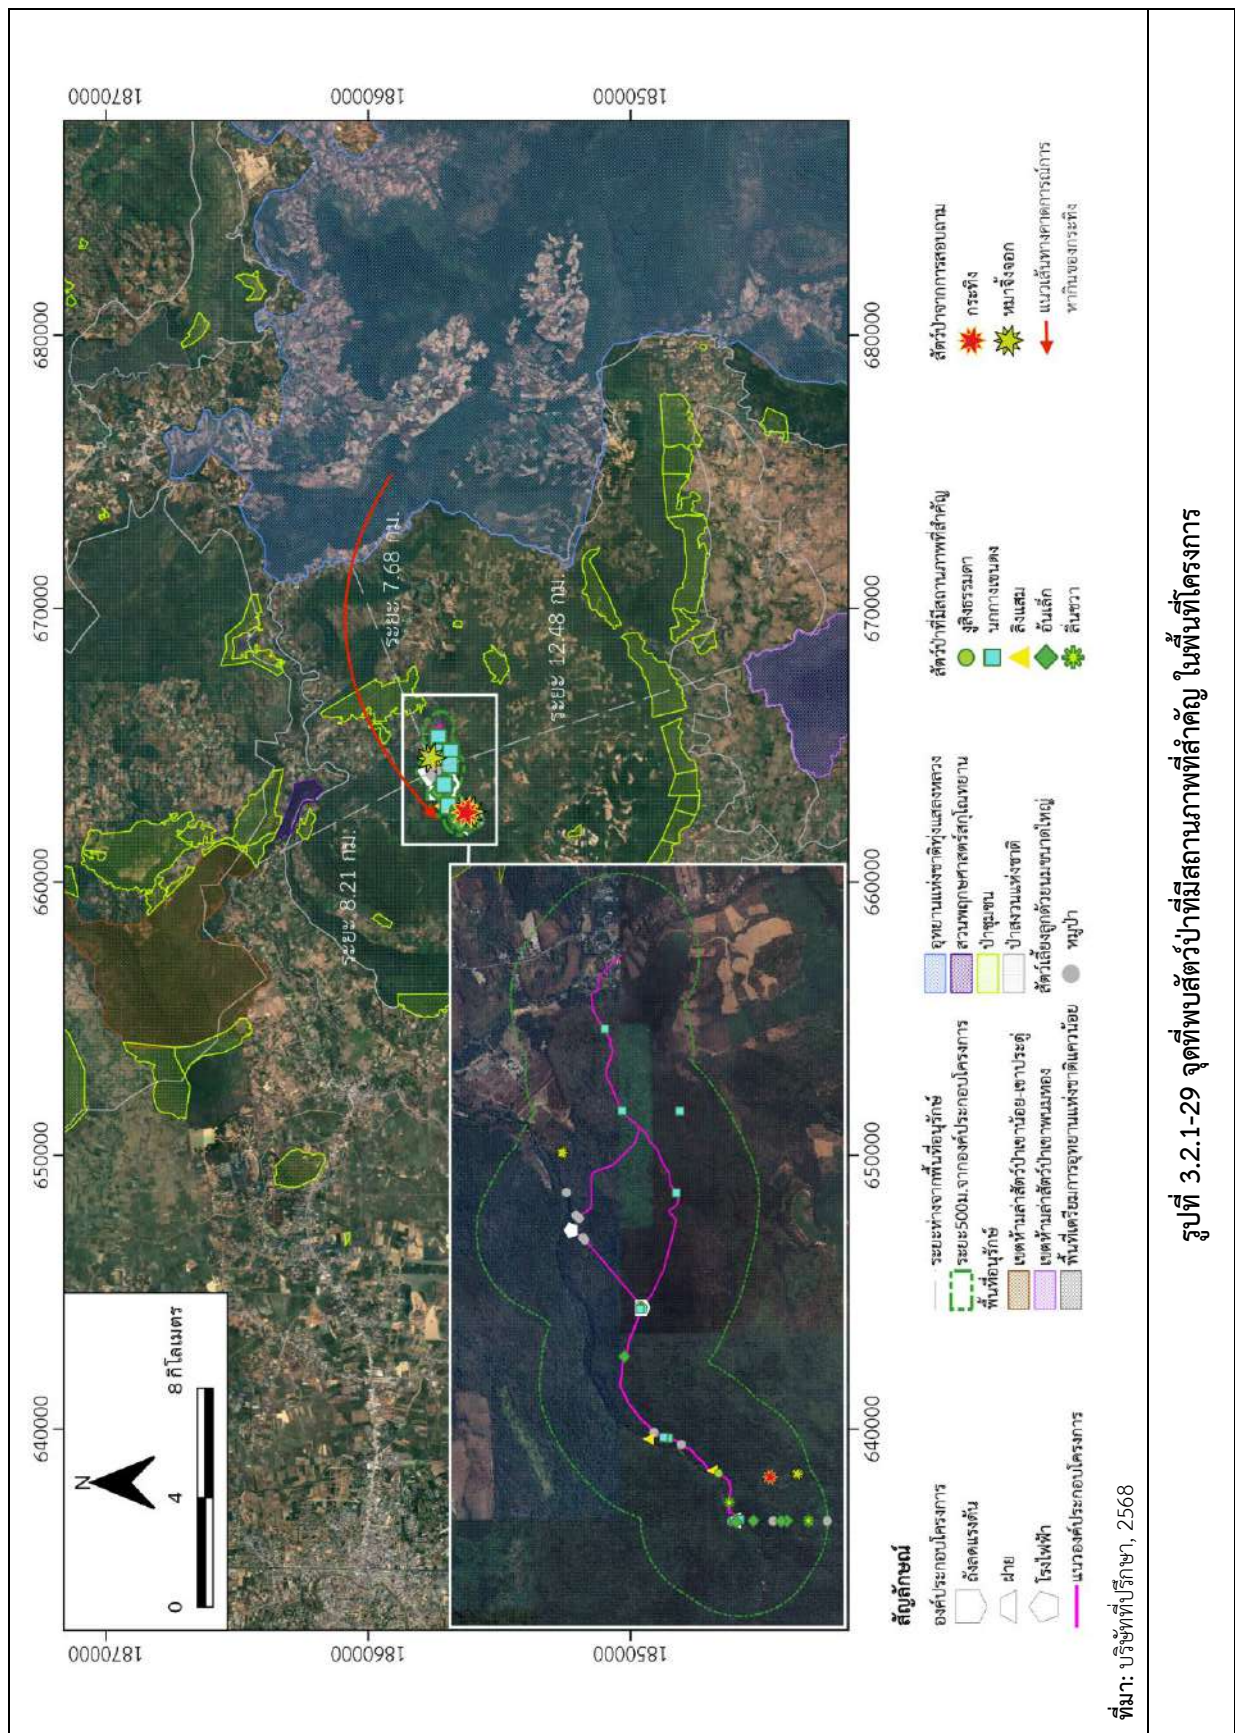 640000
650000
660000
670000
680000
1870000
1870000
1860000
1860000
1850000
1850000
N
0 4 8 กิโลเมตร
ระยะ 8.21 กม.
ระยะ 7.68 กม.
ระยะ 12.48 กม.
640000
650000
660000
670000
680000
สัญลักษณ์
องค์ประกอบโครงการ
ถังลดแรงดัน
ฝาย
โรงไฟฟ้า
แนวองค์ประกอบโครงการ
ระยะห่างจากพื้นที่อนุรักษ์
ระยะ500ม.จากองค์ประกอบโครงการ
พื้นที่อนุรักษ์
เขตห้ามล่าสัตว์ป่าเขาน้อย-เขาประดู่
เขตห้ามล่าสัตว์ป่าเขาพนมทอง
พื้นที่เตรียมการอุทยานแห่งชาติแควน้อย
อุทยานแห่งชาติทุ่งแสลงหลวง
สวนพฤกษศาสตร์สกุโณทยาน
ป่าชุมชน
ป่าสงวนแห่งชาติ
สัตว์เลี้ยงลูกด้วยนมขนาดใหญ่
หมูป่า
สัตว์ป่าที่มีสถานภาพที่สำคัญ
งูสิงธรรมดา
นกกางเขนดง
ลิงแสม
อ้นเล็ก
ลิ่นชวา
สัตว์ป่าจากการสอบถาม
กระทิง
หมาจิ้งจอก
แนวเส้นทางคาดการณ์การ
หากินของกระทิง
ที่มา: บริษัทที่ปรึกษา, 2568
รูปที่ 3.2.1-29 จุดที่พบสัตว์ป่าที่มีสถานภาพที่สำคัญ ในพื้นที่โครงการ